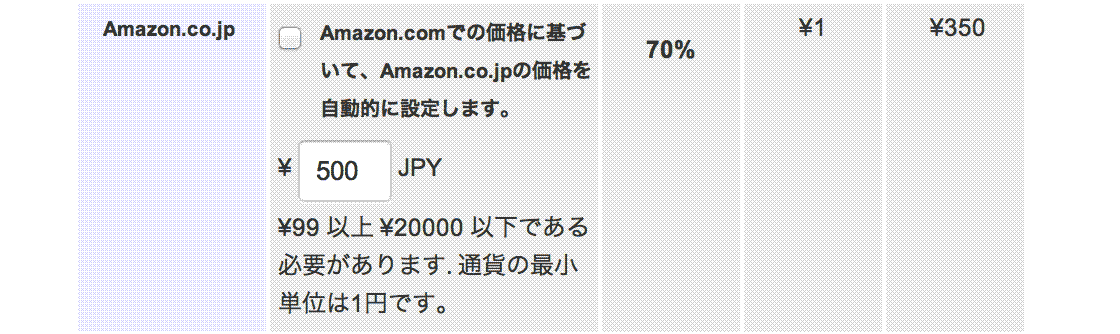 Amazon.co.jp
Amazon.comでの価格に基づ
いて、Amazon.co.jpの価格を
自動的に設定します。
¥ 500 JPY
¥99 以上 ¥20000 以下である
必要があります. 通貨の最小
単位は1円です。
70%
¥1
¥350